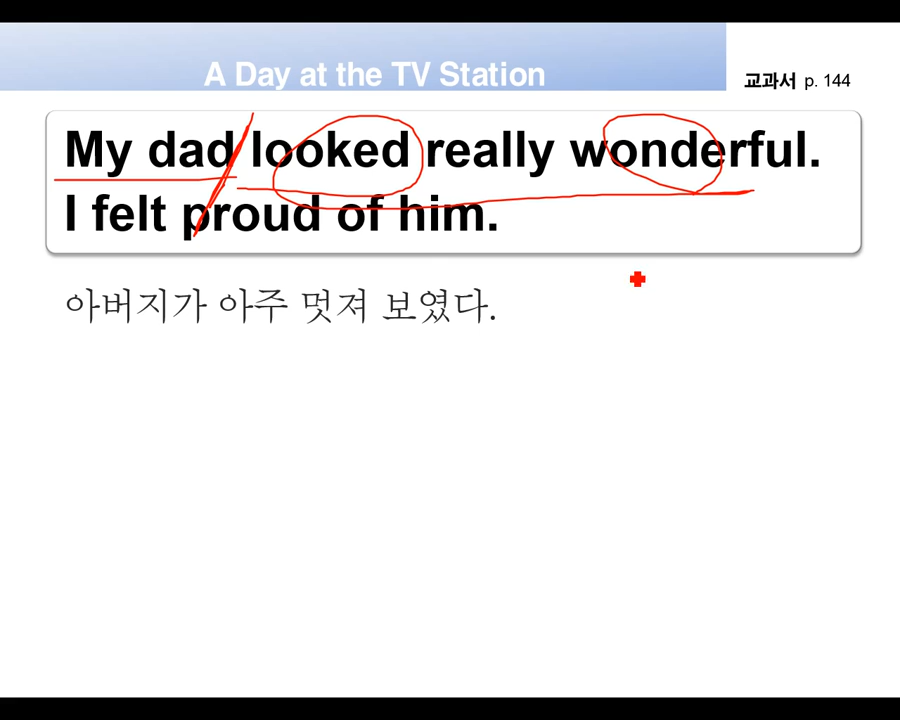 A Day at the TV Station
교과서 p. 144
My dad looked really wonderful.
I felt proud of him.
아버지가 아주 멋져 보였다.